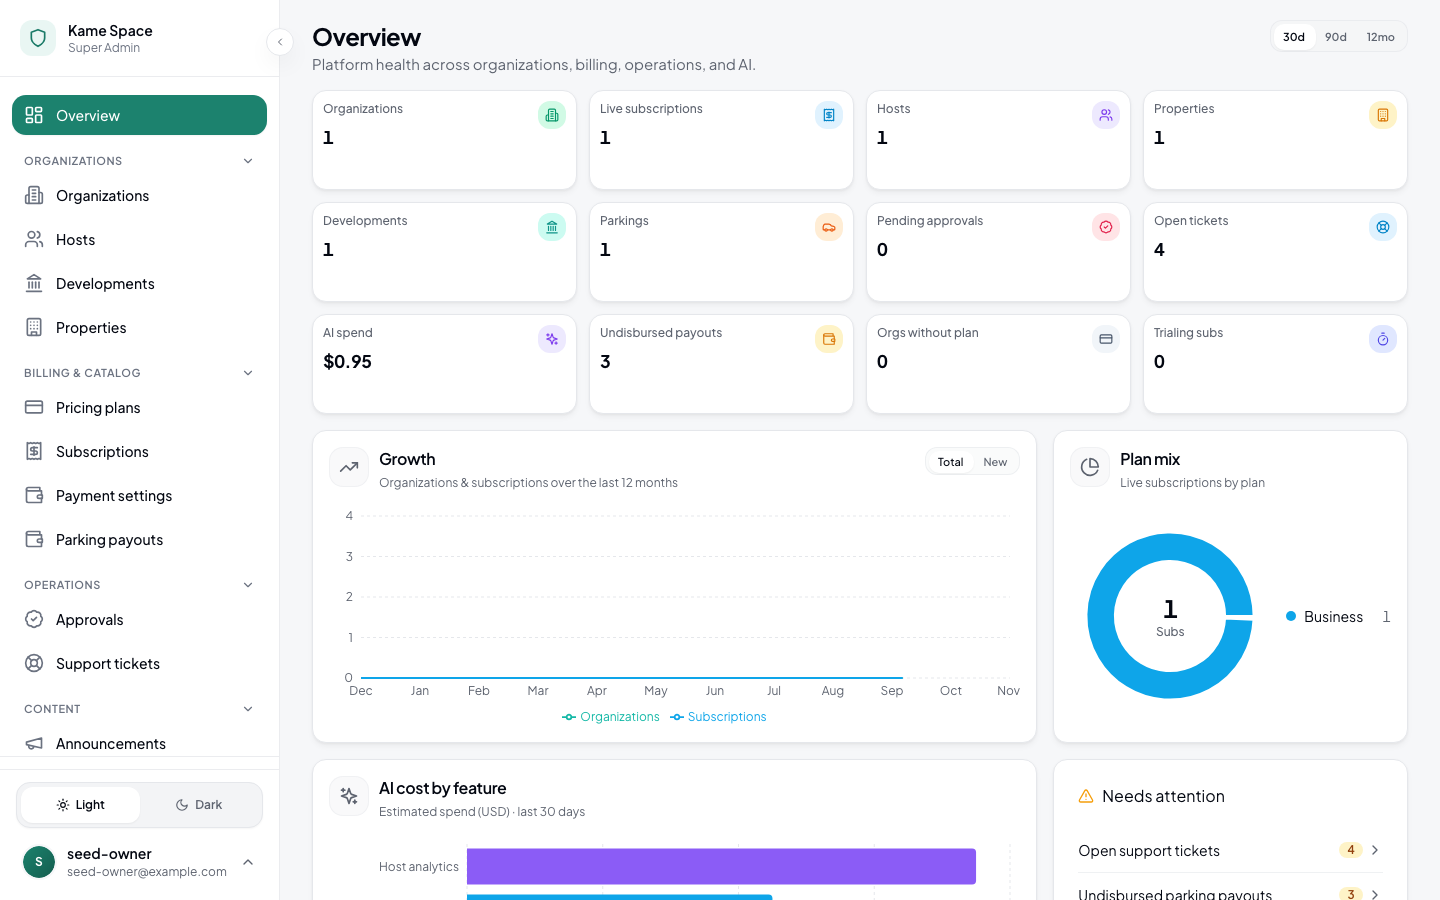 Kame Space
Super Admin
Overview
ORGANIZATIONS
Organizations
Hosts
Developments
Properties
BILLING & CATALOG
Pricing plans
Subscriptions
Payment settings
Parking payouts
OPERATIONS
Approvals
Support tickets
CONTENT
Announcements
Light Dark
S
seed-owner
seed-owner@example.com
Overview
Platform health across organizations, billing, operations, and AI.
30d 90d 12mo
Organizations
1
Live subscriptions
1
Hosts
1
Properties
1
Developments
1
Parkings
1
Pending approvals
0
Open tickets
4
AI spend
$0.95
Undisbursed payouts
3
Orgs without plan
0
Trialing subs
0
Growth
Organizations & subscriptions over the last 12 months
Total New
4
3
2
1
0
Dec Jan Feb Mar Apr May Jun Jul Aug Sep Oct Nov
Organizations Subscriptions
Plan mix
Live subscriptions by plan
1
Subs
Business 1
AI cost by feature
Estimated spend (USD) · last 30 days
Host analytics
Needs attention
Open support tickets 4
Undisbursed parking payouts 3